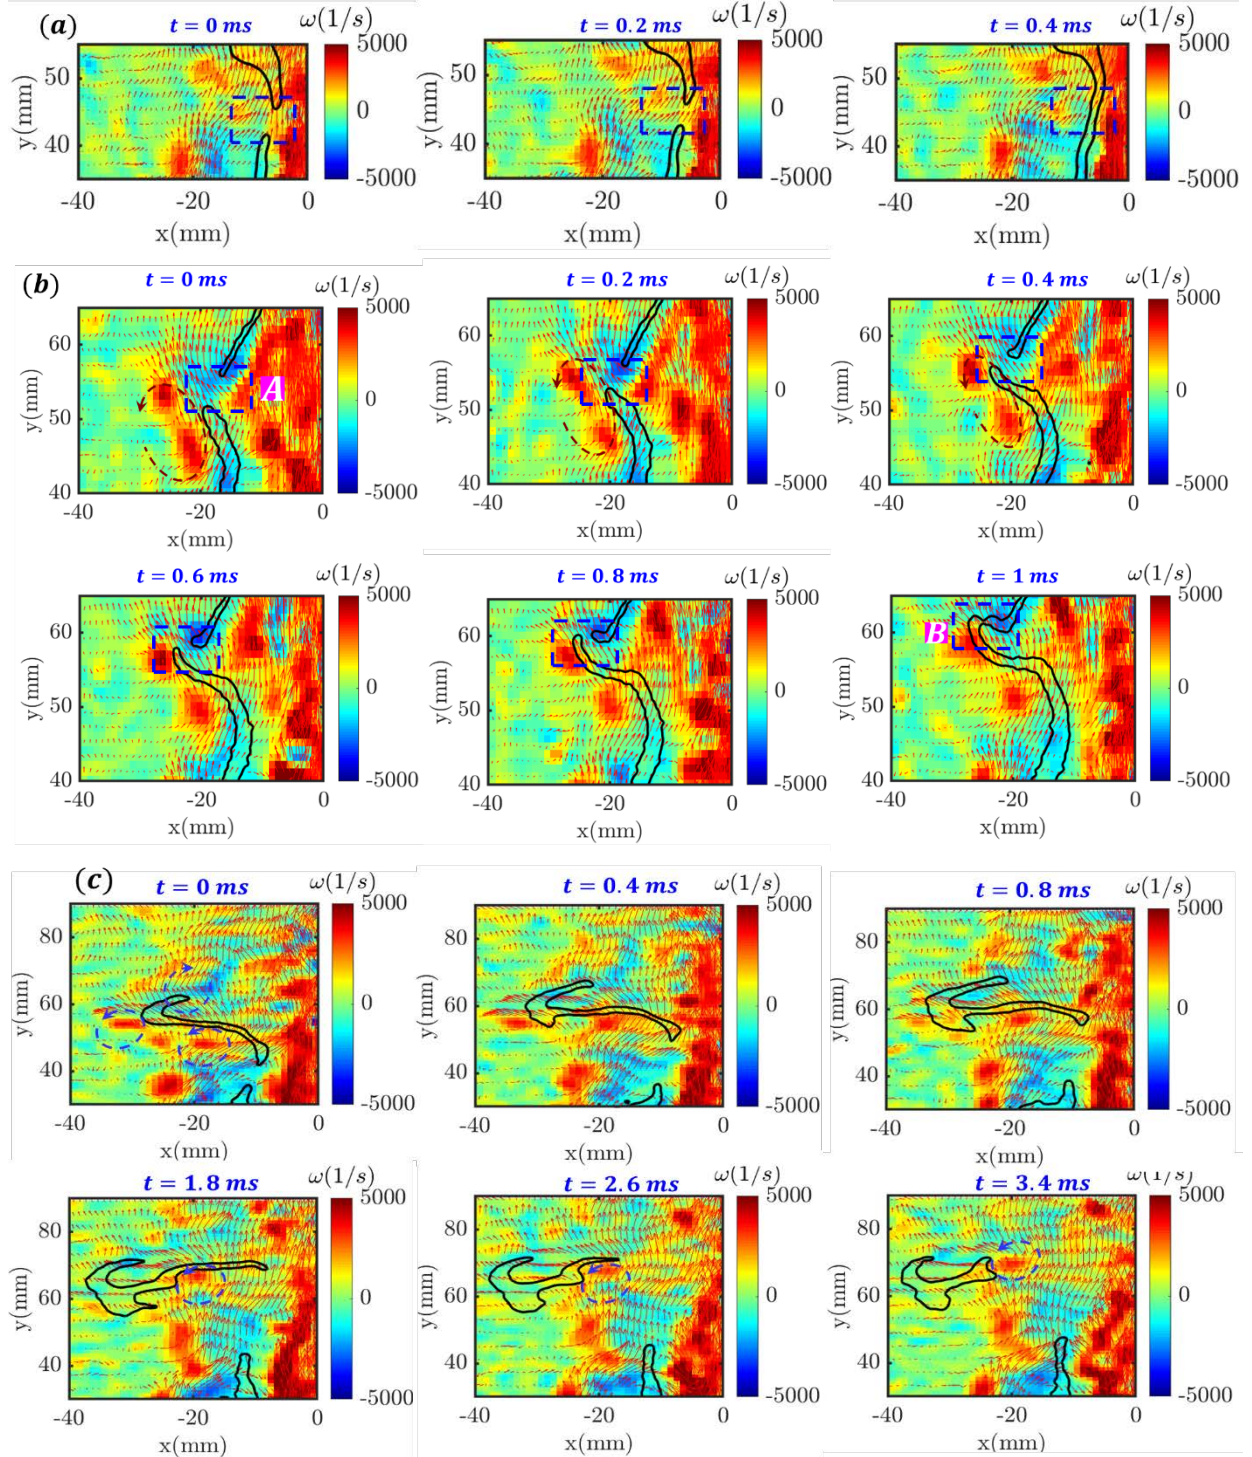 (a)
t = 0 ms
ω(1/s)
t = 0.2 ms
ω(1/s)
t = 0.4 ms
ω(1/s)
y(mm)
50
40
-40
-20
0
x(mm)
5000
0
-5000
y(mm)
50
40
-40
-20
0
x(mm)
5000
0
-5000
y(mm)
50
40
-40
-20
0
x(mm)
5000
0
-5000
(b)
t = 0 ms
ω(1/s)
t = 0.2 ms
ω(1/s)
t = 0.4 ms
ω(1/s)
y(mm)
60
50
40
A
-40
-20
0
x(mm)
5000
0
-5000
y(mm)
60
50
40
-40
-20
0
x(mm)
5000
0
-5000
y(mm)
60
50
40
-40
-20
0
x(mm)
5000
0
-5000
t = 0.6 ms
ω(1/s)
t = 0.8 ms
ω(1/s)
t = 1 ms
ω(1/s)
y(mm)
60
50
40
-40
-20
0
x(mm)
5000
0
-5000
y(mm)
60
50
40
-40
-20
0
x(mm)
5000
0
-5000
y(mm)
60
50
40
B
-40
-20
0
x(mm)
5000
0
-5000
(c)
t = 0 ms
ω(1/s)
t = 0.4 ms
ω(1/s)
t = 0.8 ms
ω(1/s)
y(mm)
80
60
40
-40
-20
0
x(mm)
5000
0
-5000
y(mm)
80
60
40
-40
-20
0
x(mm)
5000
0
-5000
y(mm)
80
60
40
-40
-20
0
x(mm)
5000
0
-5000
t = 1.8 ms
ω(1/s)
t = 2.6 ms
ω(1/s)
t = 3.4 ms
ω(1/s)
y(mm)
80
60
40
-40
-20
0
x(mm)
5000
0
-5000
y(mm)
80
60
40
-40
-20
0
x(mm)
5000
0
-5000
y(mm)
80
60
40
-40
-20
0
x(mm)
5000
0
-5000